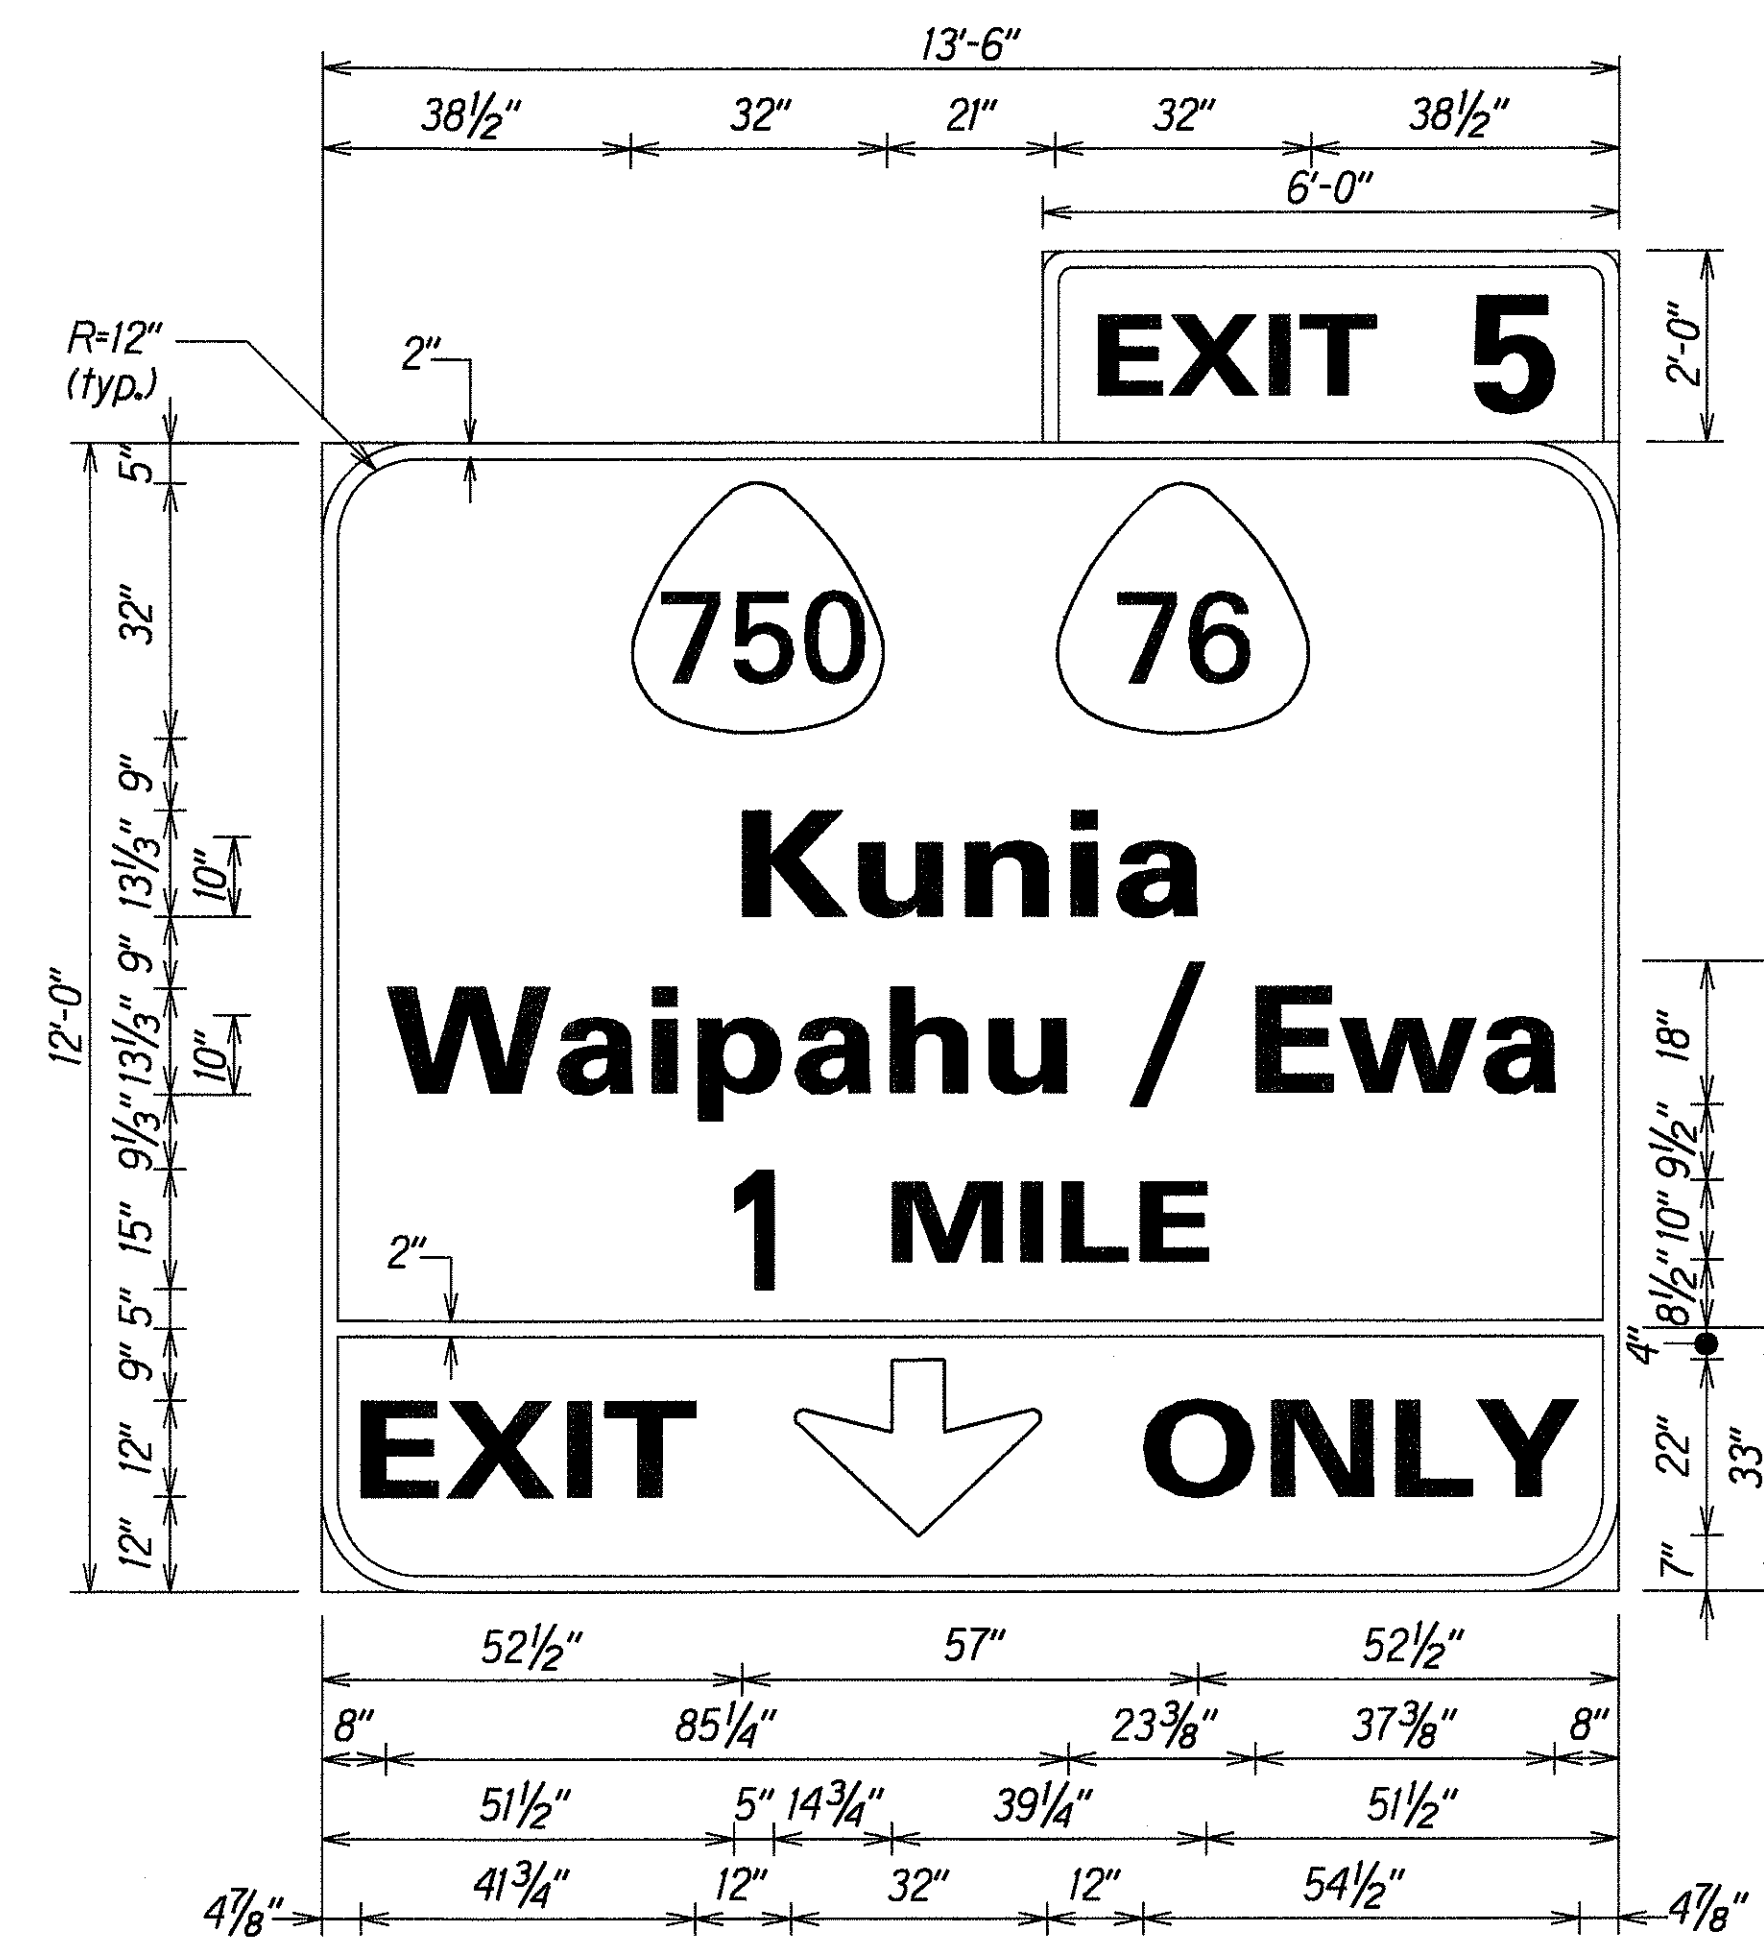 13'-6"
38½" 32" 21" 32" 38½"
6'-0"
EXIT 5
2'-0"
R=12"
(typ.)
2"
5"
750 76
32"
9"
Kunia
13⅓" 10"
9"
12'-0"
Waipahu / Ewa
13⅓" 10"
18"
9⅓"
9½"
1 MILE
15"
10"
2"
8½"
5"
4"
EXIT ONLY
9"
12"
22"
33"
12"
7"
52½" 57" 52½"
8" 85¼" 23⅜" 37⅜" 8"
51½" 5" 14¾" 39¼" 51½"
4⅞" 41¾" 12" 32" 12" 54½" 4⅞"